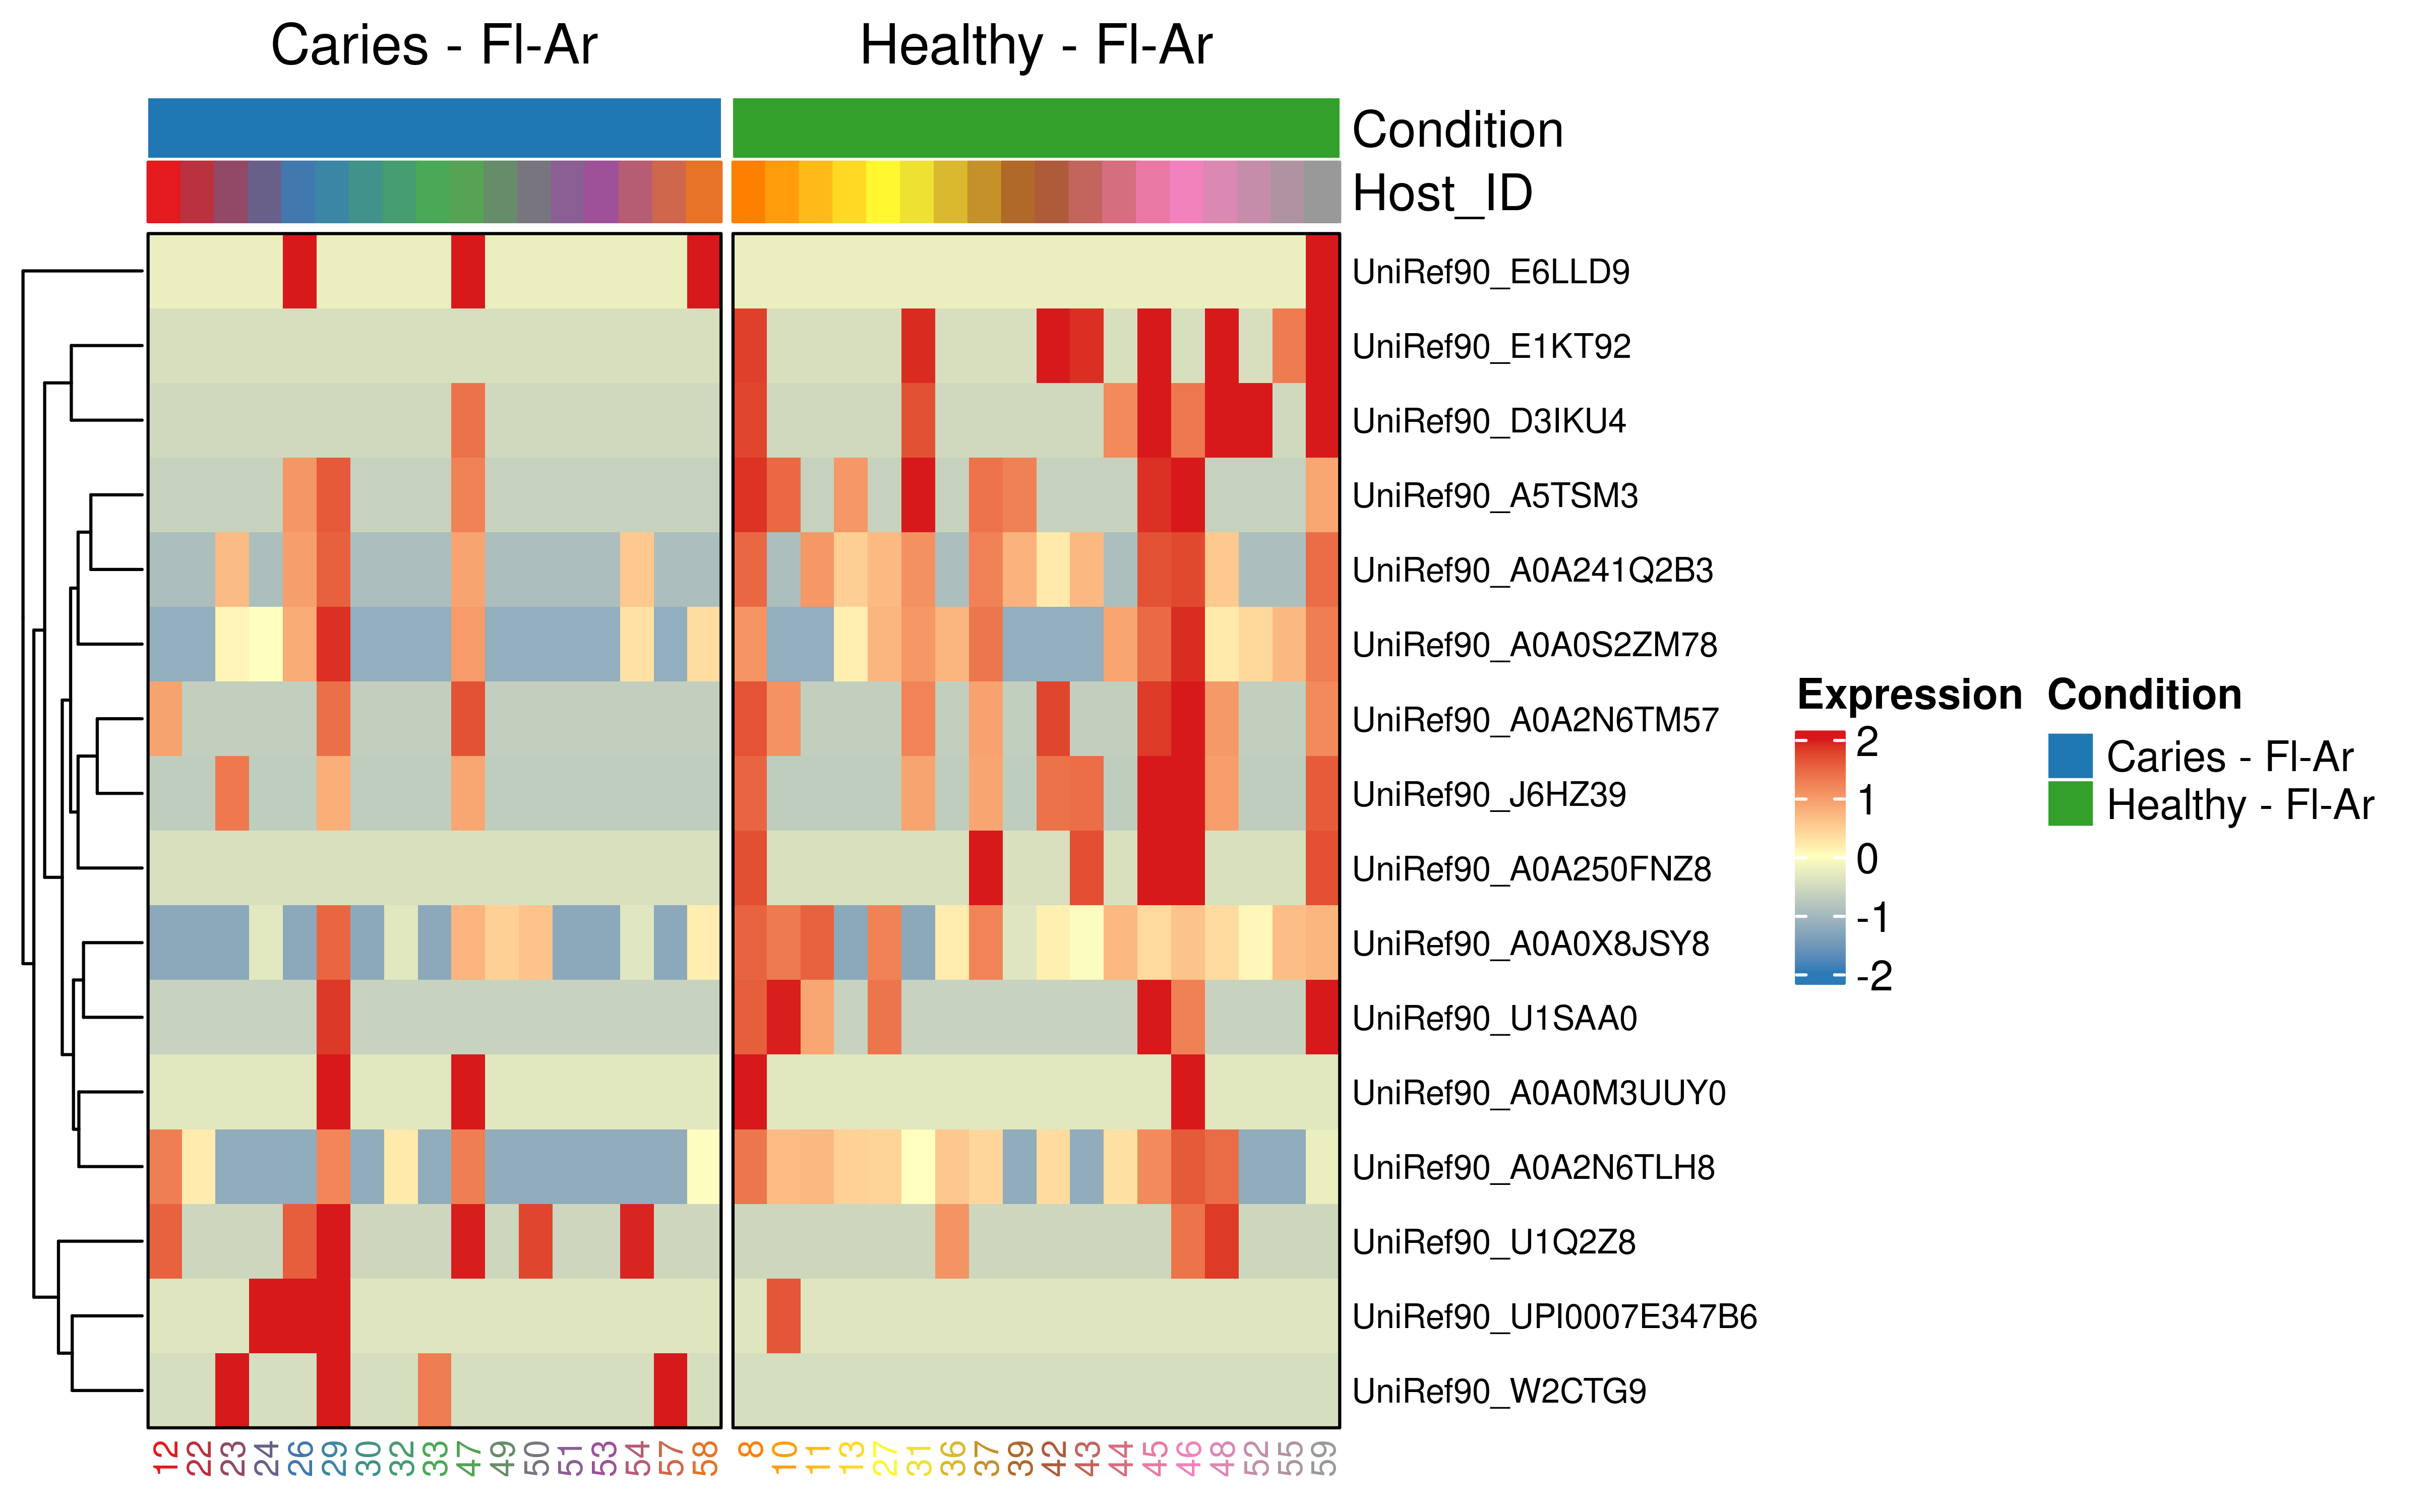 Caries - Fl-Ar
Healthy - Fl-Ar
Condition
Host_ID
UniRef90_E6LLD9
UniRef90_E1KT92
UniRef90_D3IKU4
UniRef90_A5TSM3
UniRef90_A0A241Q2B3
UniRef90_A0A0S2ZM78
UniRef90_A0A2N6TM57
UniRef90_J6HZ39
UniRef90_A0A250FNZ8
UniRef90_A0A0X8JSY8
UniRef90_U1SAA0
UniRef90_A0A0M3UUY0
UniRef90_A0A2N6TLH8
UniRef90_U1Q2Z8
UniRef90_UPI0007E347B6
UniRef90_W2CTG9
12 22 23 24 26 29 30 32 33 47 49 50 51 53 54 57 58
8 10 11 13 27 31 36 37 39 42 43 44 45 46 48 52 55 59
Expression
2
1
0
-1
-2
Condition
Caries - Fl-Ar
Healthy - Fl-Ar